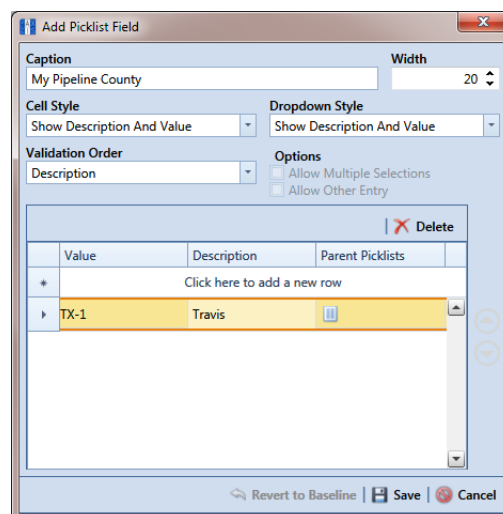 Add Picklist Field
Caption Width
My Pipeline County 20
Cell Style Dropdown Style
Show Description And Value Show Description And Value
Validation Order Options
Description Allow Multiple Selections
Allow Other Entry
Delete
Value Description Parent Picklists
Click here to add a new row
TX-1 Travis
Revert to Baseline Save Cancel